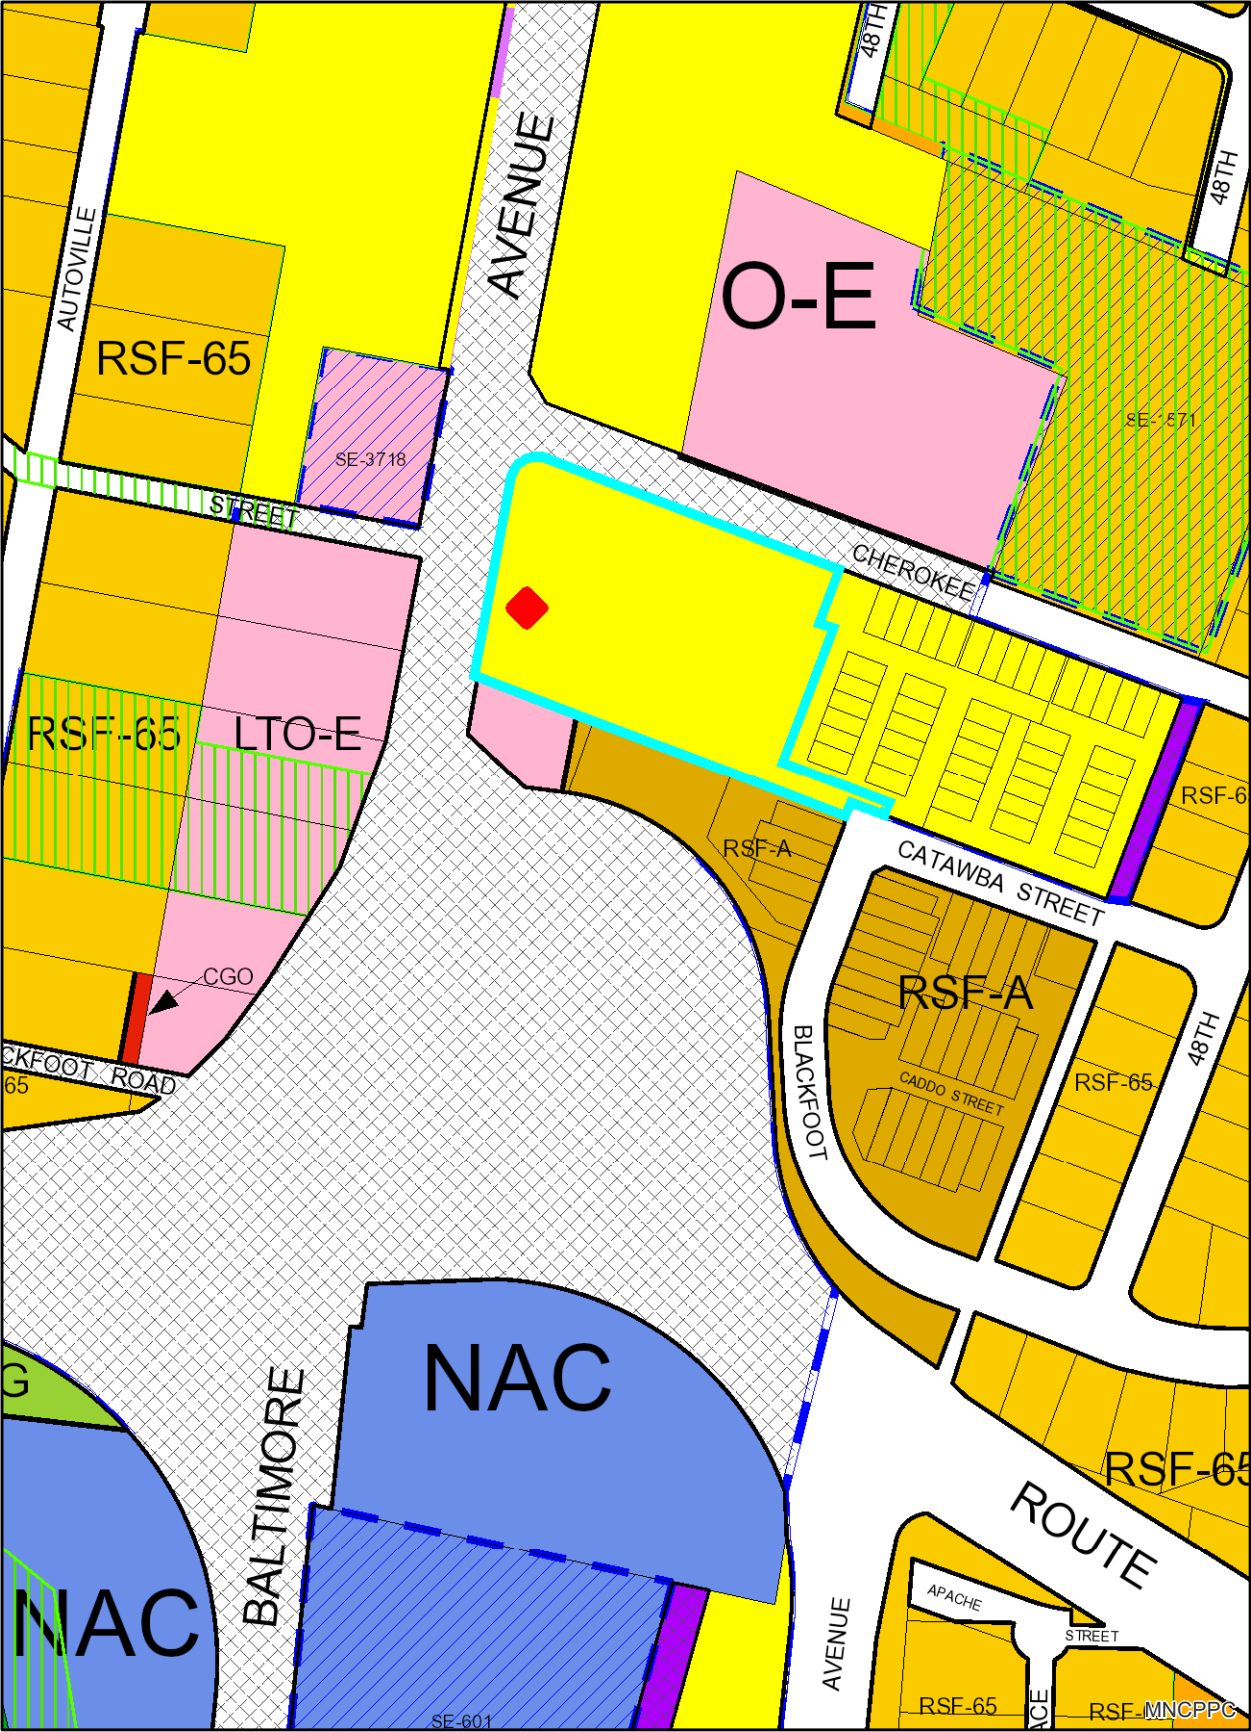 48TH
AVENUE
48TH
AUTOVILLE
O-E
RSF-65
SE-3718
SE-1571
STREET
CHEROKEE
RSF-65
LTO-E
RSF-6
RSF-A
CATAWBA STREET
CGO
RSF-A
BLACKFOOT
48TH
CKFOOT ROAD
65
RSF-65
CADDO STREET
NAC
G
BALTIMORE
RSF-65
ROUTE
NAC
APACHE
AVENUE
STREET
RSF-65
ACE
RSF-
MNCPPC
SE-601